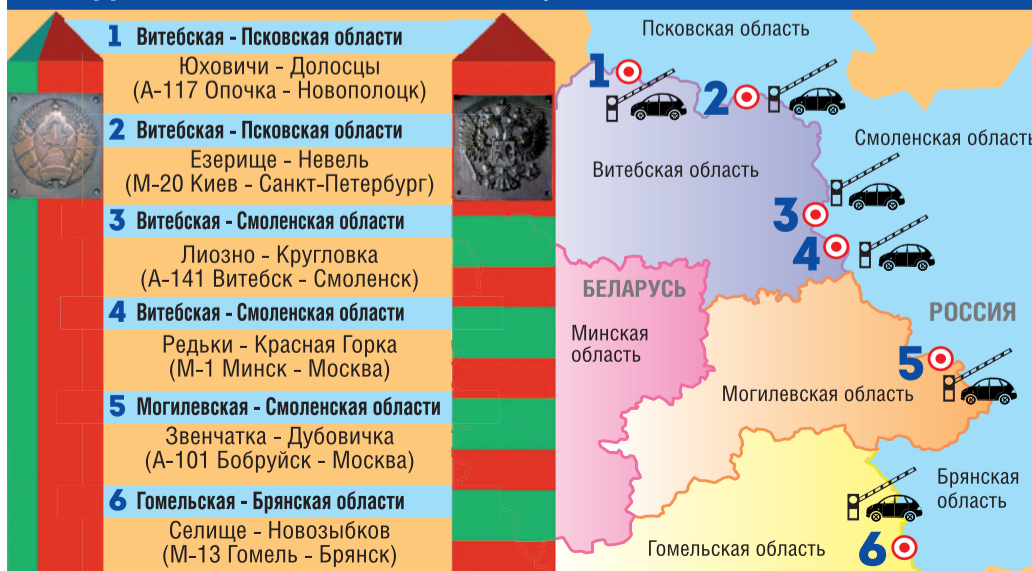 1 Витебская - Псковская области
Юховичи - Долосцы
(А-117 Опочка - Новополоцк)
2 Витебская - Псковская области
Езерище - Невель
(М-20 Киев - Санкт-Петербург)
3 Витебская - Смоленская области
Лиозно - Кругловка
(А-141 Витебск - Смоленск)
4 Витебская - Смоленская области
Редьки - Красная Горка
(М-1 Минск - Москва)
5 Могилевская - Смоленская области
Звенчатка - Дубовичка
(А-101 Бобруйск - Москва)
6 Гомельская - Брянская области
Селище - Новозыбков
(М-13 Гомель - Брянск)
Псковская область
1
2
Смоленская область
Витебская область
3
4
БЕЛАРУСЬ
РОССИЯ
Минская
область
5
Могилевская область
Брянская
область
Гомельская область
6